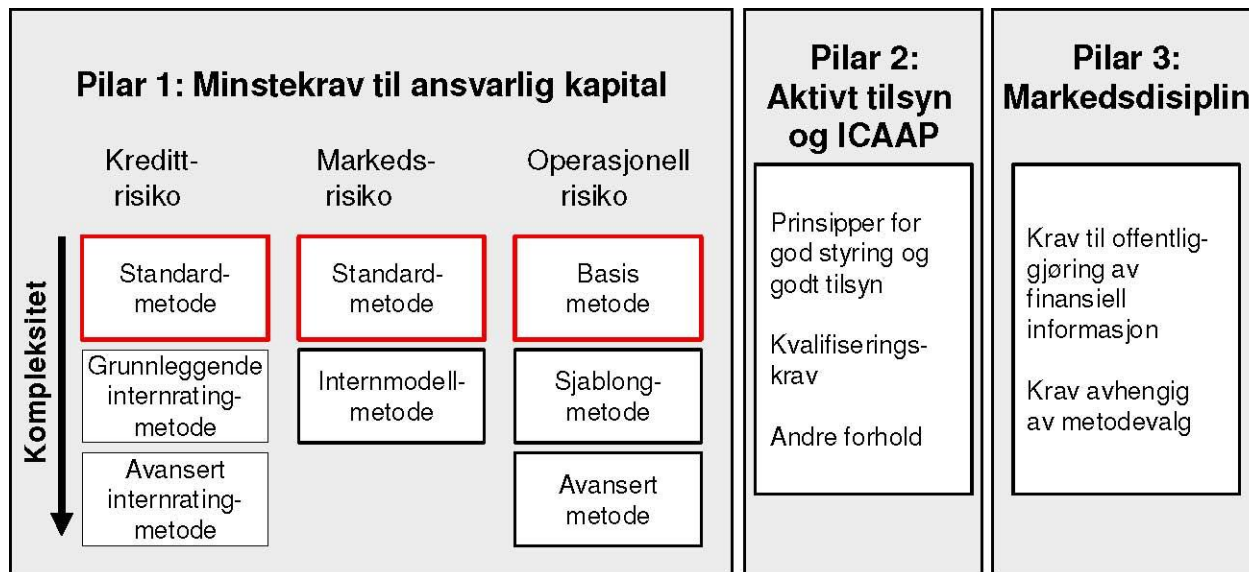 Pilar 1: Minstekrav til ansvarlig kapital
Kreditt-
risiko
Markeds-
risiko
Operasjonell
risiko
Kompleksitet
Standard-
metode
Standard-
metode
Basis
metode
Grunnleggende
internrating-
metode
Internmodell-
metode
Sjablong-
metode
Avansert
internrating-
metode
Avansert
metode
Pilar 2:
Aktivt tilsyn
og ICAAP
Prinsipper for
god styring og
godt tilsyn
Kvalifiserings-
krav
Andre forhold
Pilar 3:
Markedsdisiplin
Krav til offentlig-
gjøring av
finansiell
informasjon
Krav avhengig
av metodevalg